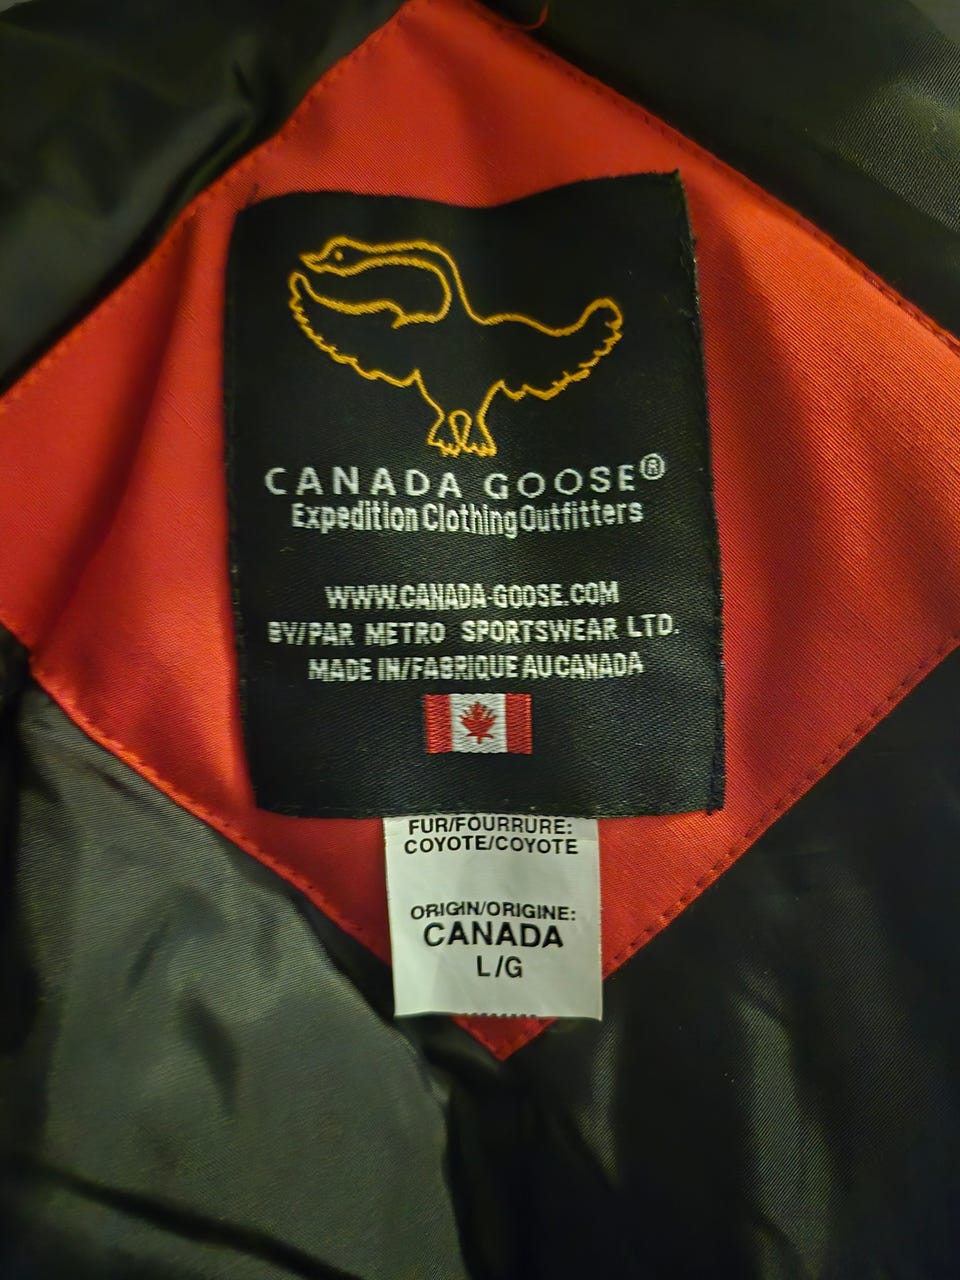 CANADA GOOSE®
Expedition Clothing Outfitters
WWW.CANADA-GOOSE.COM
BY/PAR METRO SPORTSWEAR LTD.
MADE IN/FABRIQUE AU CANADA
FUR/FOURRURE:
COYOTE/COYOTE
ORIGIN/ORIGINE:
CANADA
L/G